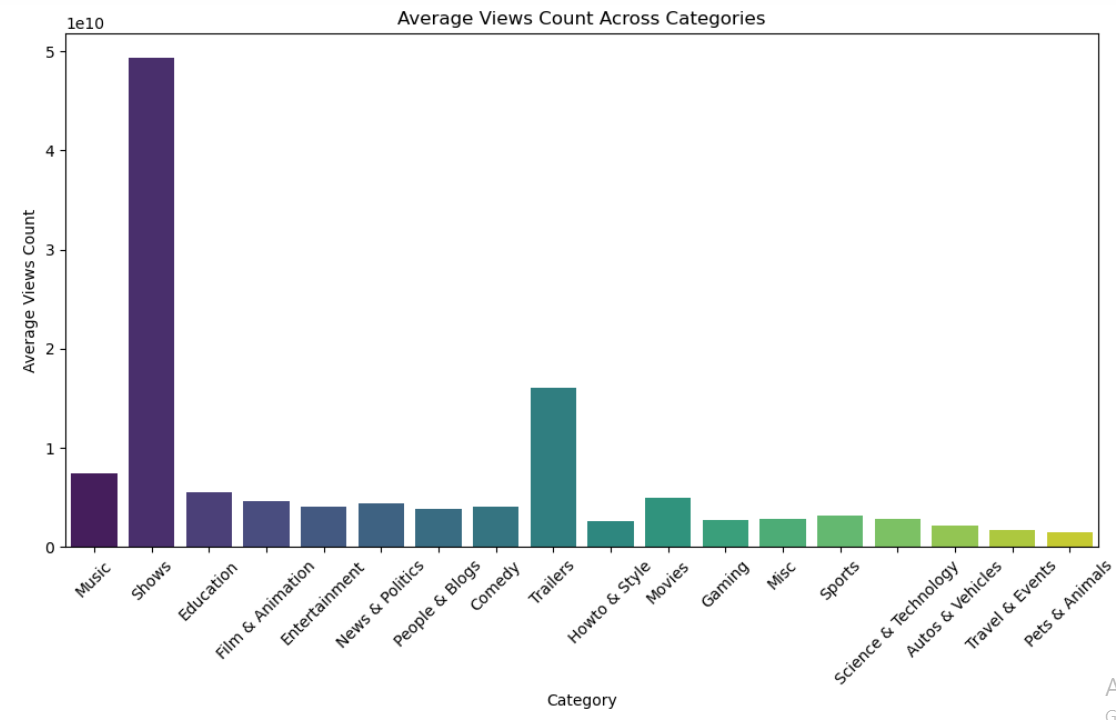 Average Views Count Across Categories
1e10
5
4
3
2
1
0
Average Views Count
Music
Shows
Education
Film & Animation
Entertainment
News & Politics
People & Blogs
Comedy
Trailers
Howto & Style
Movies
Gaming
Misc
Sports
Science & Technology
Autos & Vehicles
Travel & Events
Pets & Animals
Category